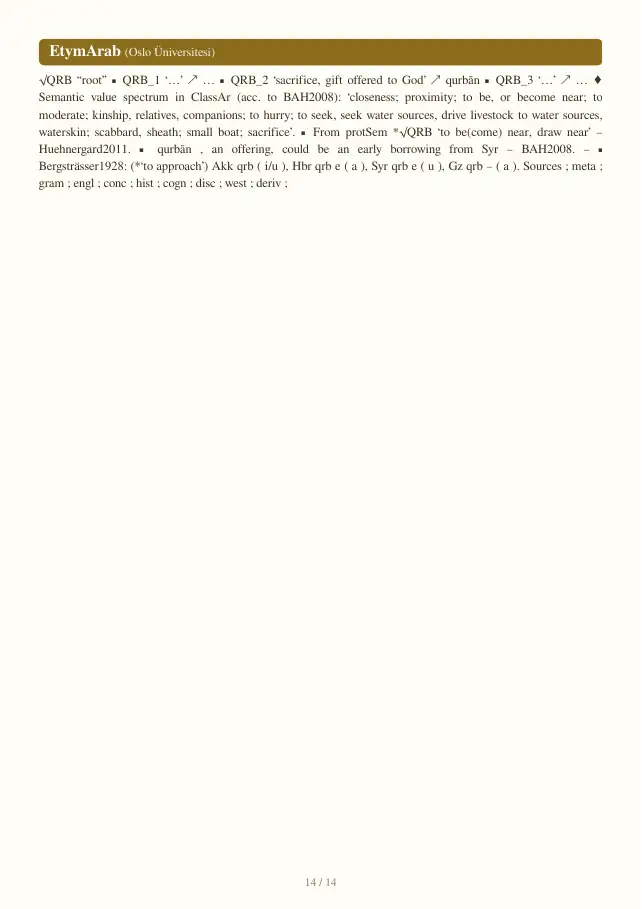 EtymArab (Oslo Üniversitesi)
√QRB “root” ▪ QRB_1 ‘…’ ↗ … ▪ QRB_2 ‘sacrifice, gift offered to God’ ↗ qurbān ▪ QRB_3 ‘…’ ↗ … ♦
Semantic value spectrum in ClassAr (acc. to BAH2008): ‘closeness; proximity; to be, or become near; to
moderate; kinship, relatives, companions; to hurry; to seek, seek water sources, drive livestock to water sources,
waterskin; scabbard, sheath; small boat; sacrifice’. ▪ From protSem *√QRB ‘to be(come) near, draw near’ –
Huehnergard2011. ▪ qurbān , an offering, could be an early borrowing from Syr – BAH2008. – ▪
Bergsträsser1928: (*‘to approach’) Akk qrb ( i/u ), Hbr qrb e ( a ), Syr qrb e ( u ), Gz qrb – ( a ). Sources ; meta ;
gram ; engl ; conc ; hist ; cogn ; disc ; west ; deriv ;
14 / 14